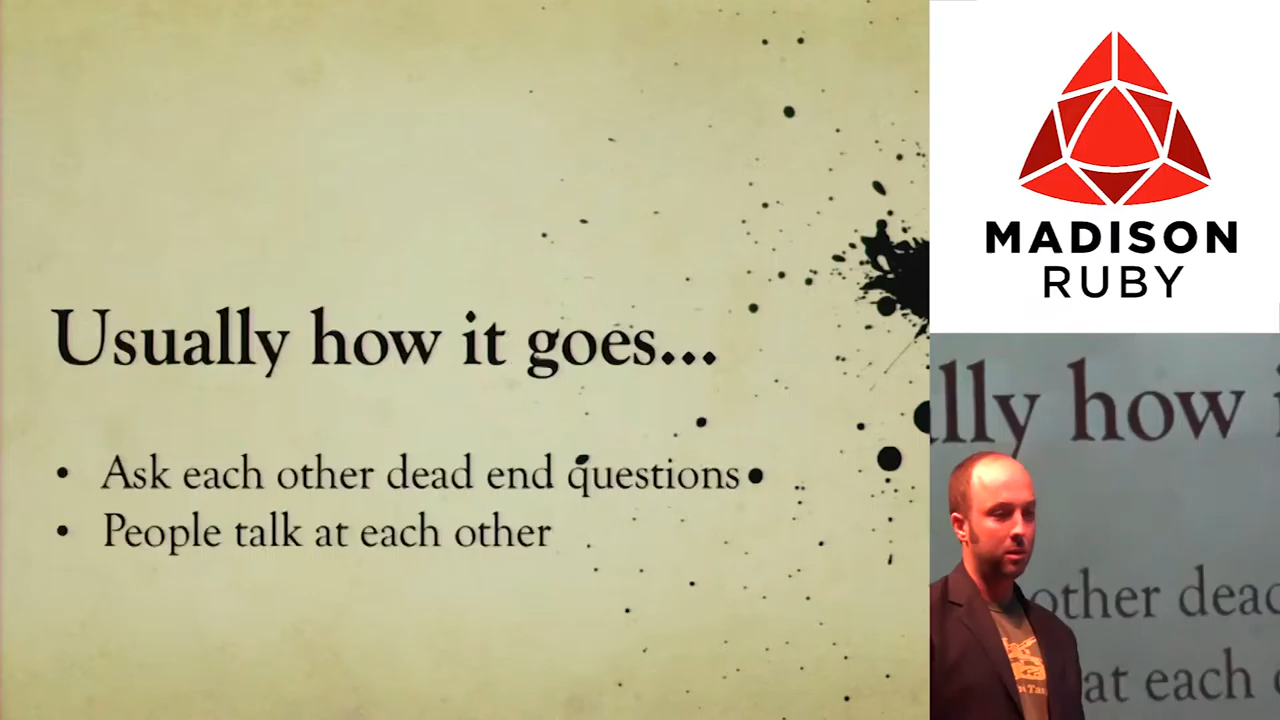 Usually how it goes...
• Ask each other dead end questions
• People talk at each other
MADISON
RUBY
lly how
other dead
at each